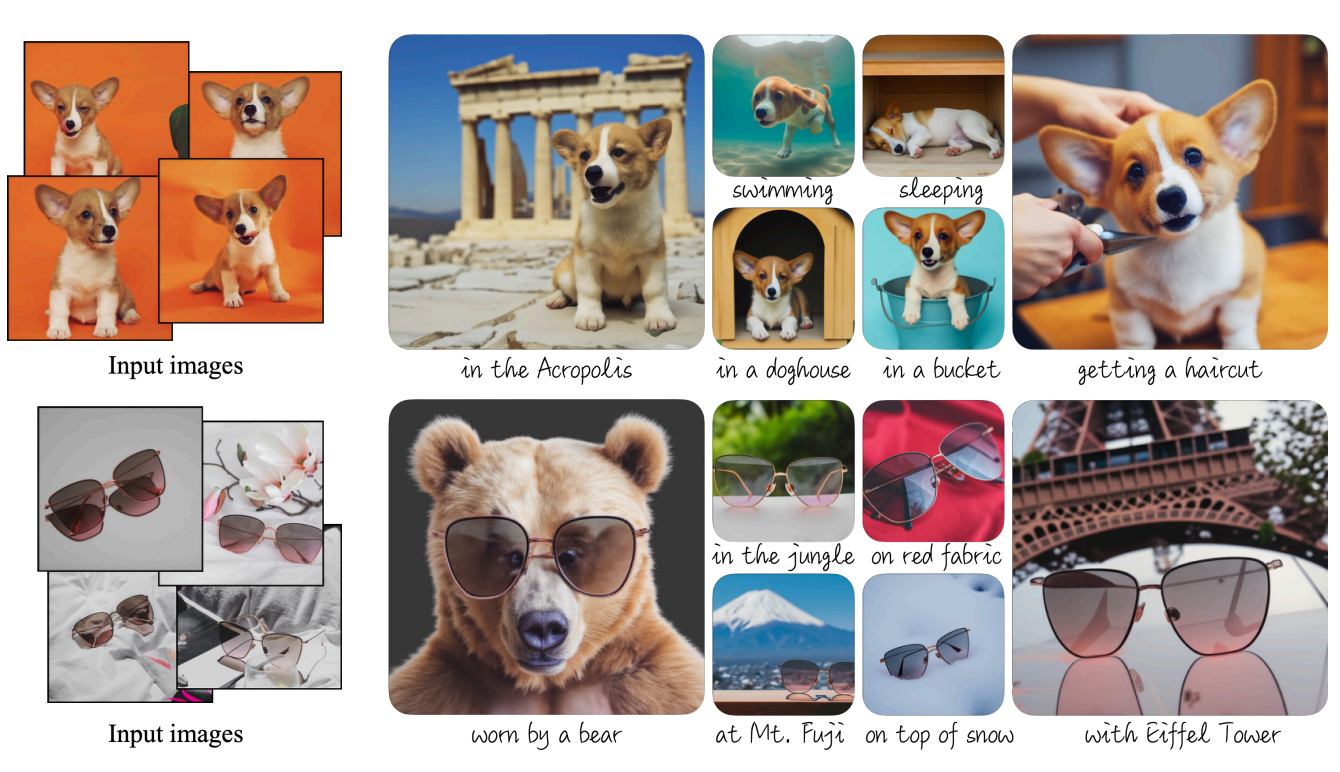 swimming
sleeping
Input images
in the Acropolis
in a doghouse
in a bucket
getting a haircut
in the jungle
on red fabric
Input images
worn by a bear
at Mt. Fuji
on top of snow
with Eiffel Tower